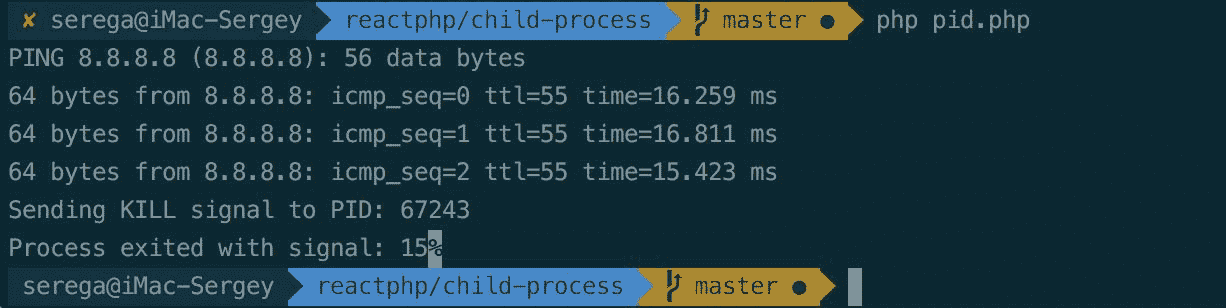 ✘ serega@iMac-Sergey reactphp/child-process master ● php pid.php
PING 8.8.8.8 (8.8.8.8): 56 data bytes
64 bytes from 8.8.8.8: icmp_seq=0 ttl=55 time=16.259 ms
64 bytes from 8.8.8.8: icmp_seq=1 ttl=55 time=16.811 ms
64 bytes from 8.8.8.8: icmp_seq=2 ttl=55 time=15.423 ms
Sending KILL signal to PID: 67243
Process exited with signal: 15%
serega@iMac-Sergey reactphp/child-process master ●